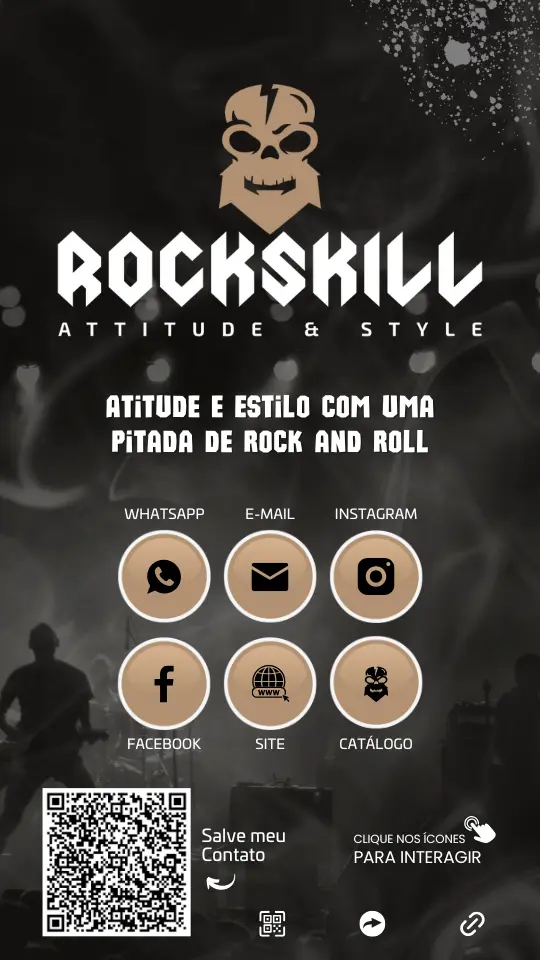 ROCKSKILL
ATTITUDE & STYLE
ATiTUDE E ESTiLO COM UMA
PiTADA DE ROCK AND ROLL
WHATSAPP E-MAIL INSTAGRAM
www
FACEBOOK SITE CATÁLOGO
Salve meu
Contato
CLIQUE NOS ÍCONES
PARA INTERAGIR